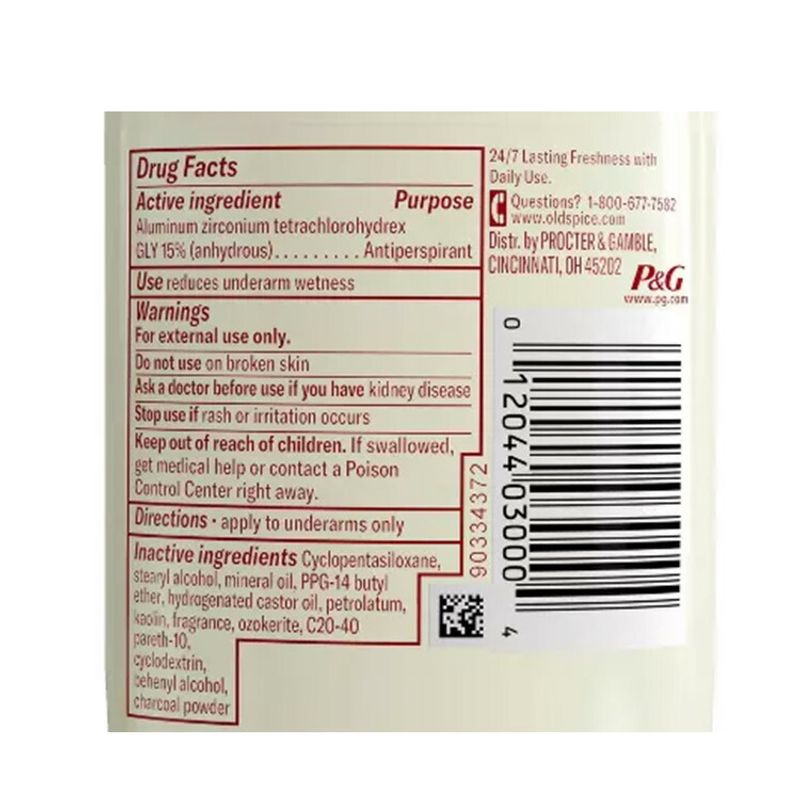 Drug Facts
Active ingredient Purpose
Aluminum zirconium tetrachlorohydrex
GLY 15% (anhydrous).........Antiperspirant
Use reduces underarm wetness
Warnings
For external use only.
Do not use on broken skin
Ask a doctor before use if you have kidney disease
Stop use if rash or irritation occurs
Keep out of reach of children. If swallowed,
get medical help or contact a Poison
Control Center right away.
Directions • apply to underarms only
Inactive ingredients Cyclopentasiloxane,
stearyl alcohol, mineral oil, PPG-14 butyl
ether, hydrogenated castor oil, petrolatum,
kaolin, fragrance, ozokerite, C20-40
pareth-10,
cyclodextrin,
behenyl alcohol,
charcoal powder
24/7 Lasting Freshness with
Daily Use.
Questions? 1-800-677-7582
www.oldspice.com
Distr. by PROCTER & GAMBLE,
CINCINNATI, OH 45202
P&G
www.pg.com
90334372
0 12044 03000 4